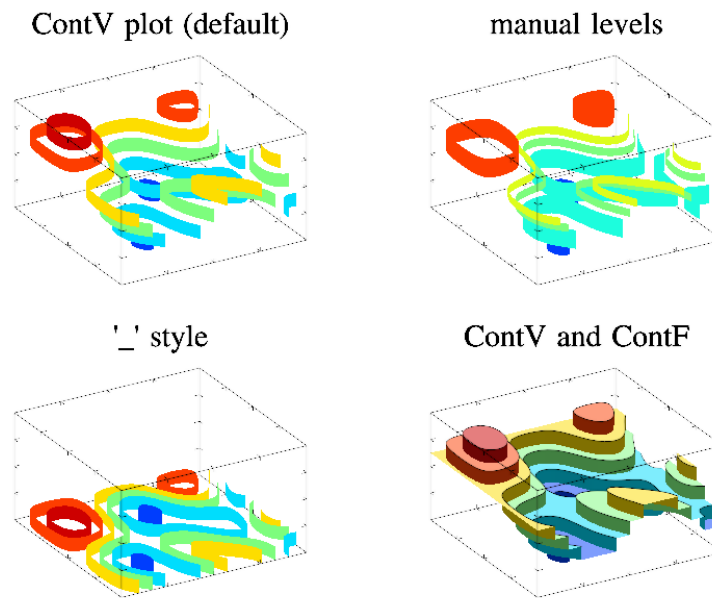 ContV plot (default)
manual levels
'_' style
ContV and ContF